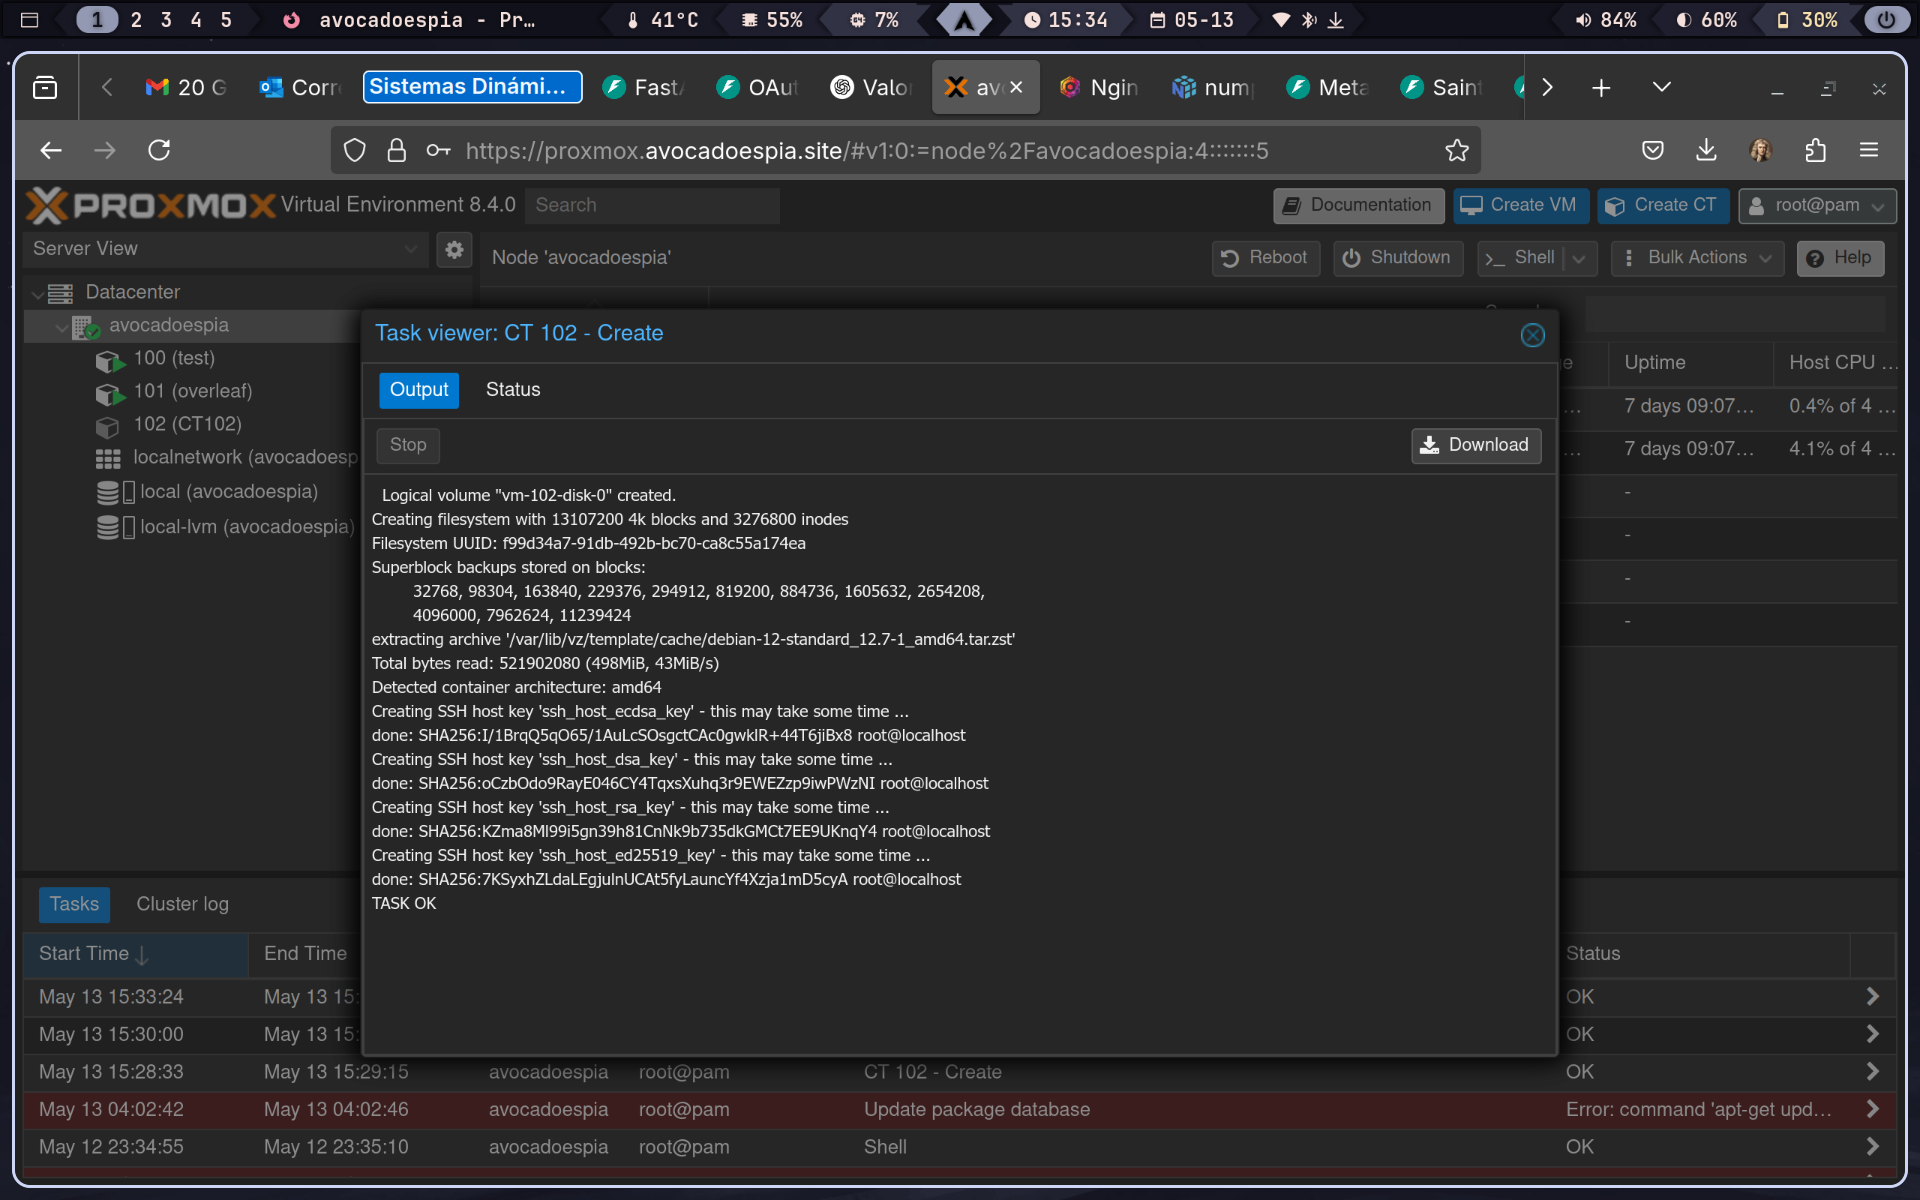 1 2 3 4 5 avocadoespia - Pr… 41°C 55% 7% 15:34 05-13 84% 60% 30%
20 G Corre Sistemas Dinámi… FastA OAut Valo av Ngin num Meta Saint
https://proxmox.avocadoespia.site/#v1:0:=node%2Favocadoespia:4:::::::5
PROXMOX Virtual Environment 8.4.0 Search Documentation Create VM Create CT root@pam
Server View Node 'avocadoespia' Reboot Shutdown Shell Bulk Actions Help
Datacenter
avocadoespia
100 (test)
101 (overleaf)
102 (CT102)
localnetwork (avocadoesp
local (avocadoespia)
local-lvm (avocadoespia)
Task viewer: CT 102 - Create
Output Status
Stop Download
Logical volume "vm-102-disk-0" created.
Creating filesystem with 13107200 4k blocks and 3276800 inodes
Filesystem UUID: f99d34a7-91db-492b-bc70-ca8c55a174ea
Superblock backups stored on blocks:
32768, 98304, 163840, 229376, 294912, 819200, 884736, 1605632, 2654208,
4096000, 7962624, 11239424
extracting archive '/var/lib/vz/template/cache/debian-12-standard_12.7-1_amd64.tar.zst'
Total bytes read: 521902080 (498MiB, 43MiB/s)
Detected container architecture: amd64
Creating SSH host key 'ssh_host_ecdsa_key' - this may take some time ...
done: SHA256:I/1BrqQ5qO65/1AuLcSOsgctCAc0gwklR+44T6jiBx8 root@localhost
Creating SSH host key 'ssh_host_dsa_key' - this may take some time ...
done: SHA256:oCzbOdo9RayE046CY4TqxsXuhq3r9EWEZzp9iwPWzNI root@localhost
Creating SSH host key 'ssh_host_rsa_key' - this may take some time ...
done: SHA256:KZma8Ml99i5gn39h81CnNk9b735dkGMCt7EE9UKnqY4 root@localhost
Creating SSH host key 'ssh_host_ed25519_key' - this may take some time ...
done: SHA256:7KSyxhZLdaLEgjulnUCAt5fyLauncYf4Xzja1mD5cyA root@localhost
TASK OK
e Uptime Host CPU …
… 7 days 09:07… 0.4% of 4 …
… 7 days 09:07… 4.1% of 4 …
-
-
-
-
Tasks Cluster log
Start Time End Time Status
May 13 15:33:24 May 13 15: OK
May 13 15:30:00 May 13 15: OK
May 13 15:28:33 May 13 15:29:15 avocadoespia root@pam CT 102 - Create OK
May 13 04:02:42 May 13 04:02:46 avocadoespia root@pam Update package database Error: command 'apt-get upd…
May 12 23:34:55 May 12 23:35:10 avocadoespia root@pam Shell OK